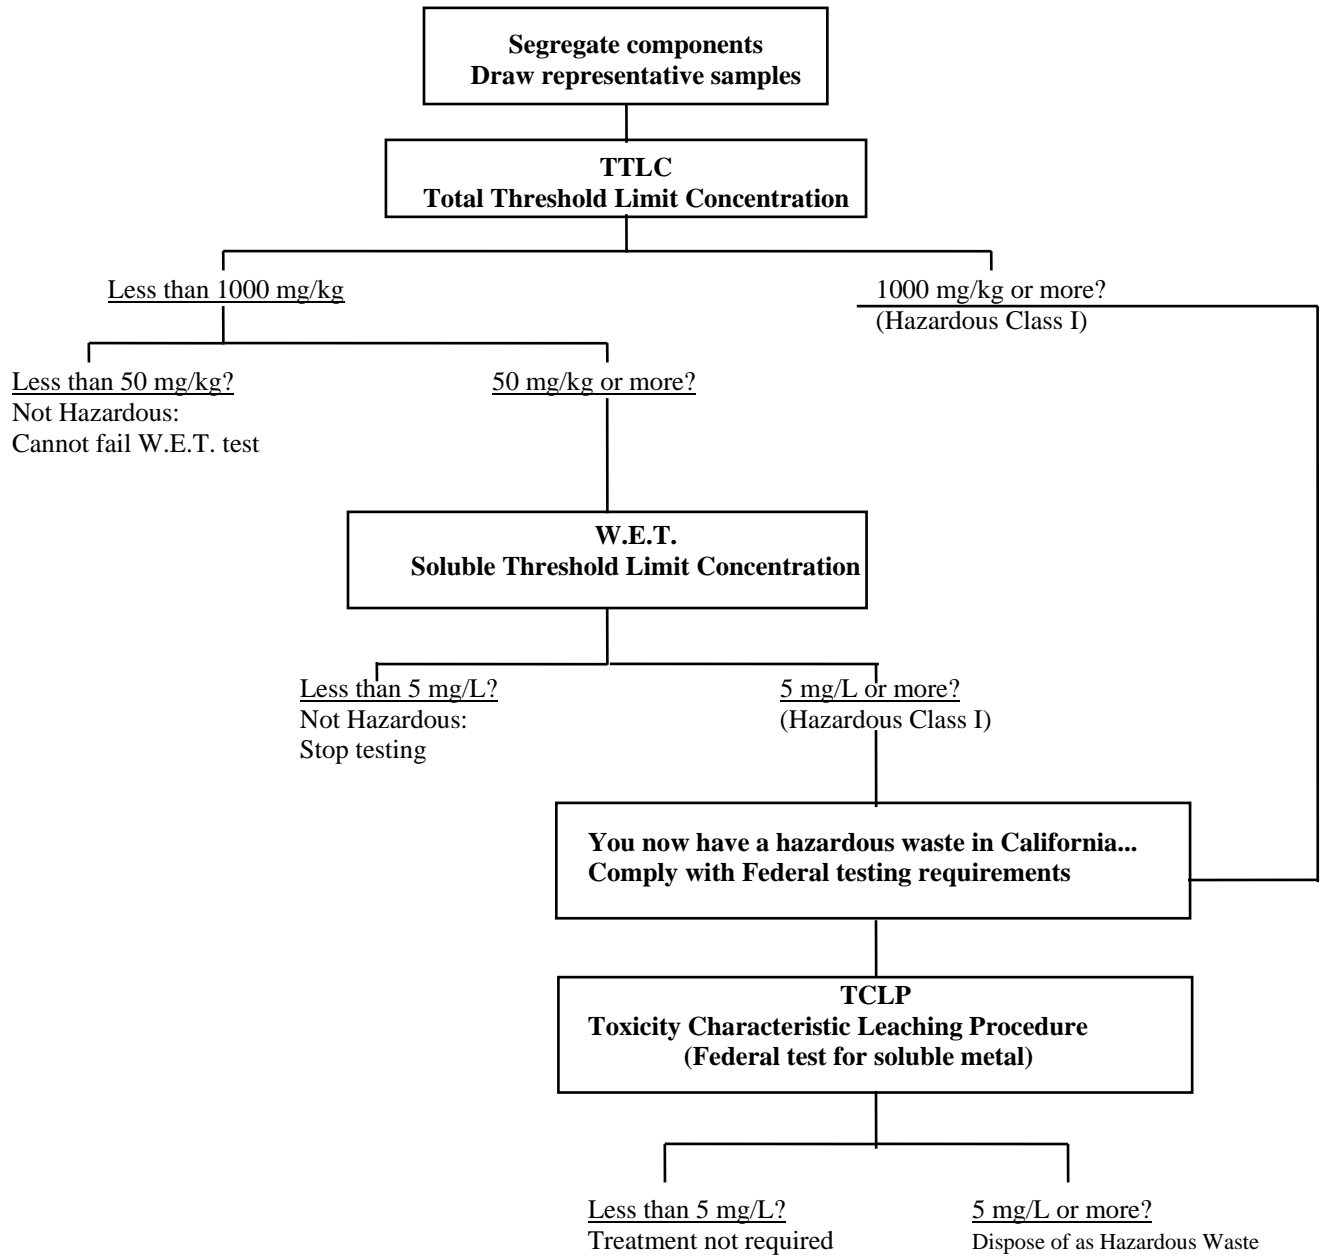 Segregate components
Draw representative samples
TTLC
Total Threshold Limit Concentration
Less than 1000 mg/kg
1000 mg/kg or more?
(Hazardous Class I)
Less than 50 mg/kg?
Not Hazardous:
Cannot fail W.E.T. test
50 mg/kg or more?
W.E.T.
Soluble Threshold Limit Concentration
Less than 5 mg/L?
Not Hazardous:
Stop testing
5 mg/L or more?
(Hazardous Class I)
You now have a hazardous waste in California...
Comply with Federal testing requirements
TCLP
Toxicity Characteristic Leaching Procedure
(Federal test for soluble metal)
Less than 5 mg/L?
Treatment not required
5 mg/L or more?
Dispose of as Hazardous Waste